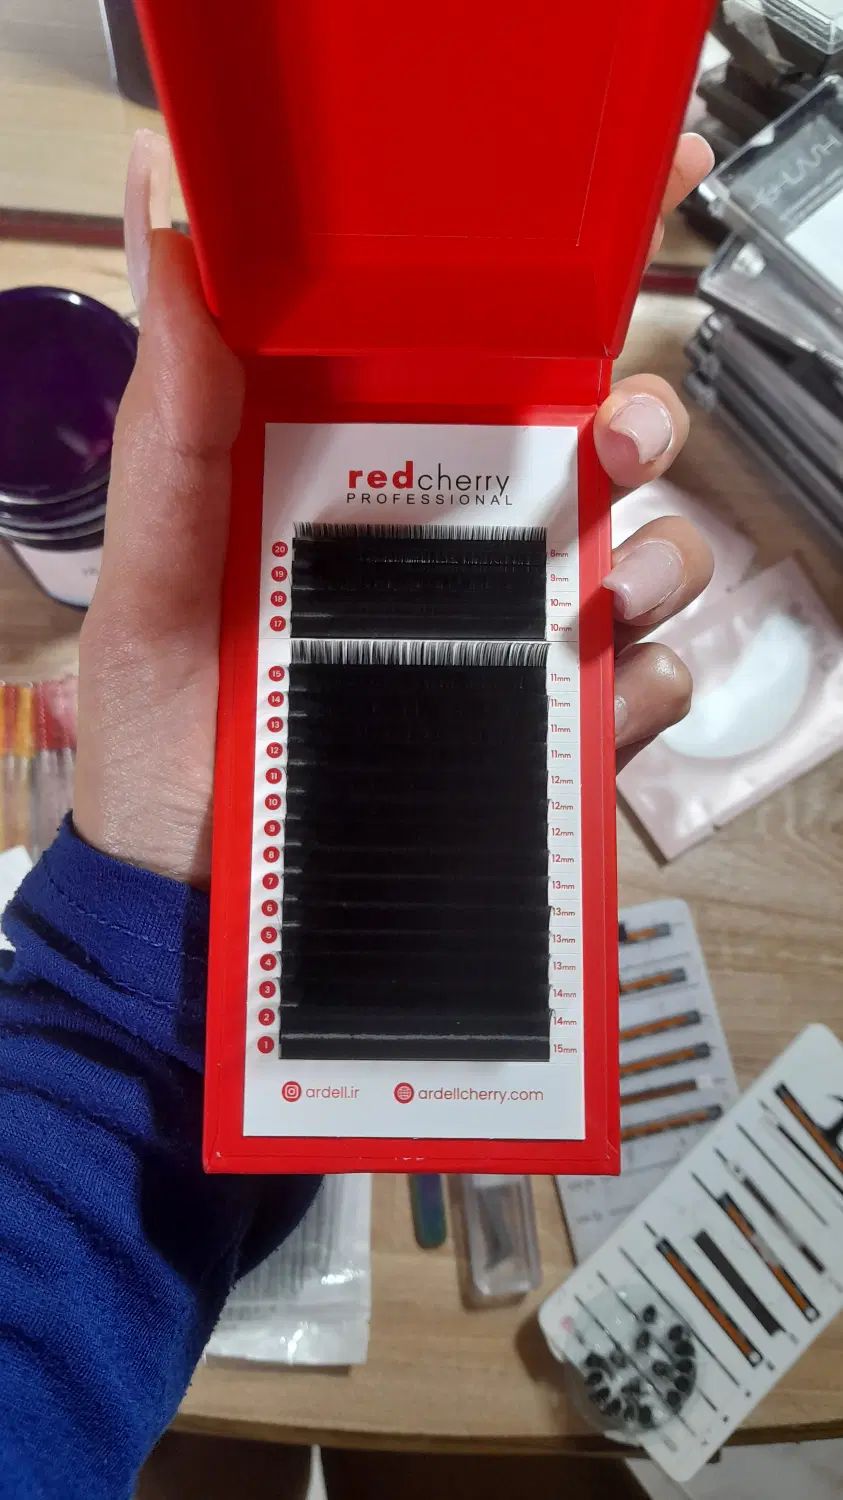 redcherry
PROFESSIONAL
20 8mm
19 9mm
18 10mm
17 10mm
15 11mm
14 11mm
13 11mm
12 11mm
11 12mm
10 12mm
9 12mm
8 12mm
7 13mm
6 13mm
5 13mm
4 13mm
3 14mm
2 14mm
1 15mm
ardell.ir ardellcherry.com